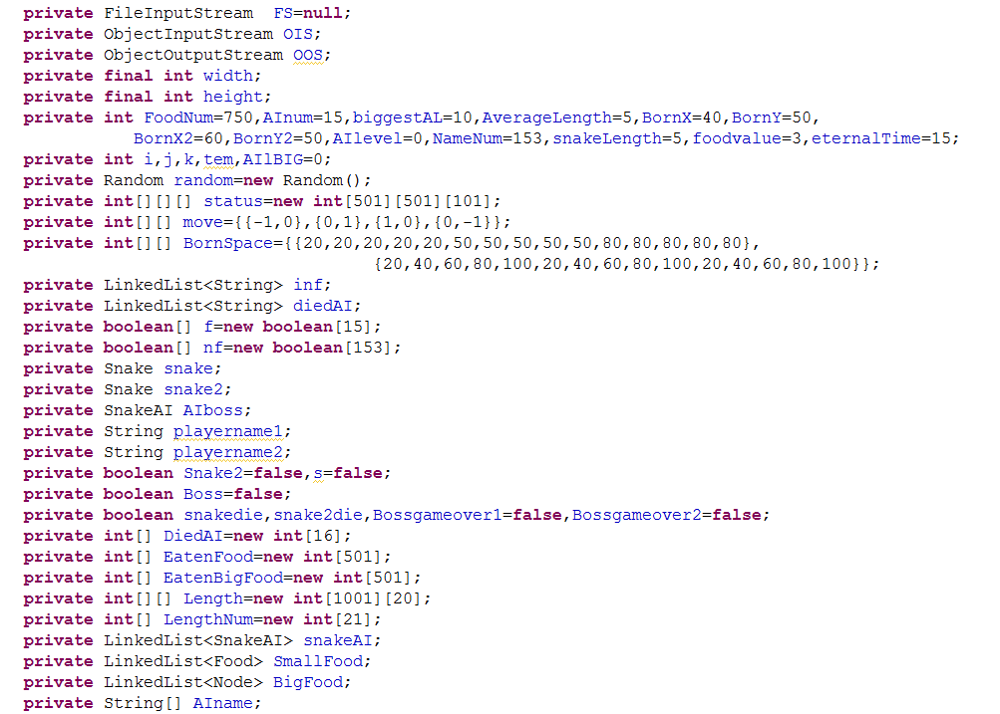 private FileInputStream  FS=null;
private ObjectInputStream OIS;
private ObjectOutputStream OOS;
private final int width;
private final int height;
private int FoodNum=750,AInum=15,biggestAL=10,AverageLength=5,BornX=40,BornY=50,
BornX2=60,BornY2=50,AIlevel=0,NameNum=153,snakeLength=5,foodvalue=3,eternalTime=15;
private int i,j,k,tem,AIlBIG=0;
private Random random=new Random();
private int[][][] status=new int[501][501][101];
private int[][] move={{-1,0},{0,1},{1,0},{0,-1}};
private int[][] BornSpace={{20,20,20,20,20,50,50,50,50,50,80,80,80,80,80},
{20,40,60,80,100,20,40,60,80,100,20,40,60,80,100}};
private LinkedList<String> inf;
private LinkedList<String> diedAI;
private boolean[] f=new boolean[15];
private boolean[] nf=new boolean[153];
private Snake snake;
private Snake snake2;
private SnakeAI AIboss;
private String playername1;
private String playername2;
private boolean Snake2=false,s=false;
private boolean Boss=false;
private boolean snakedie,snake2die,Bossgameover1=false,Bossgameover2=false;
private int[] DiedAI=new int[16];
private int[] EatenFood=new int[501];
private int[] EatenBigFood=new int[501];
private int[][] Length=new int[1001][20];
private int[] LengthNum=new int[21];
private LinkedList<SnakeAI> snakeAI;
private LinkedList<Food> SmallFood;
private LinkedList<Node> BigFood;
private String[] AIname;